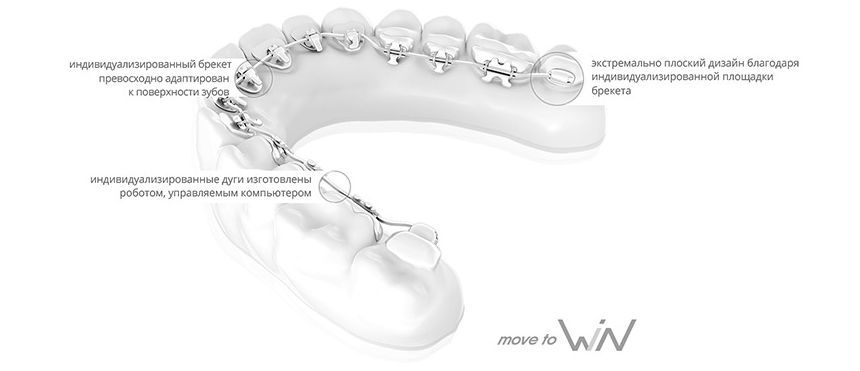 индивидуализированный брекет
превосходно адаптирован
к поверхности зубов
экстремально плоский дизайн благодаря
индивидуализированной площадки
брекета
индивидуализированные дуги изготовлены
роботом, управляемым компьютером
move to WIN